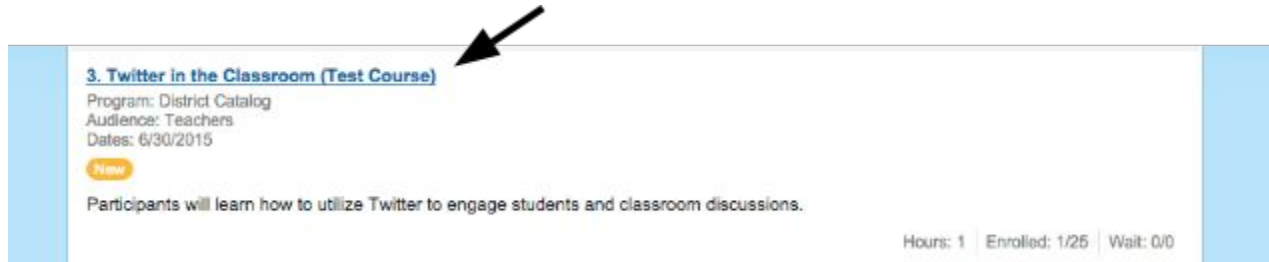 3. Twitter in the Classroom (Test Course)
Program: District Catalog
Audience: Teachers
Dates: 6/30/2015
New
Participants will learn how to utilize Twitter to engage students and classroom discussions.
Hours: 1 Enrolled: 1/25 Wait: 0/0